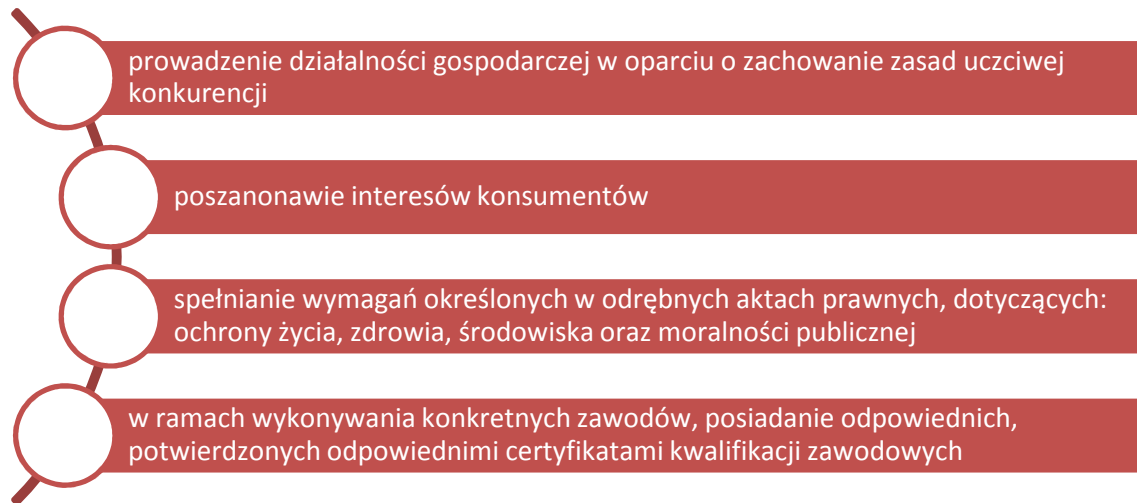 prowadzenie działalności gospodarczej w oparciu o zachowanie zasad uczciwej
konkurencji
poszanonawie interesów konsumentów
spełnianie wymagań określonych w odrębnych aktach prawnych, dotyczących:
ochrony życia, zdrowia, środowiska oraz moralności publicznej
w ramach wykonywania konkretnych zawodów, posiadanie odpowiednich,
potwierdzonych odpowiednimi certyfikatami kwalifikacji zawodowych